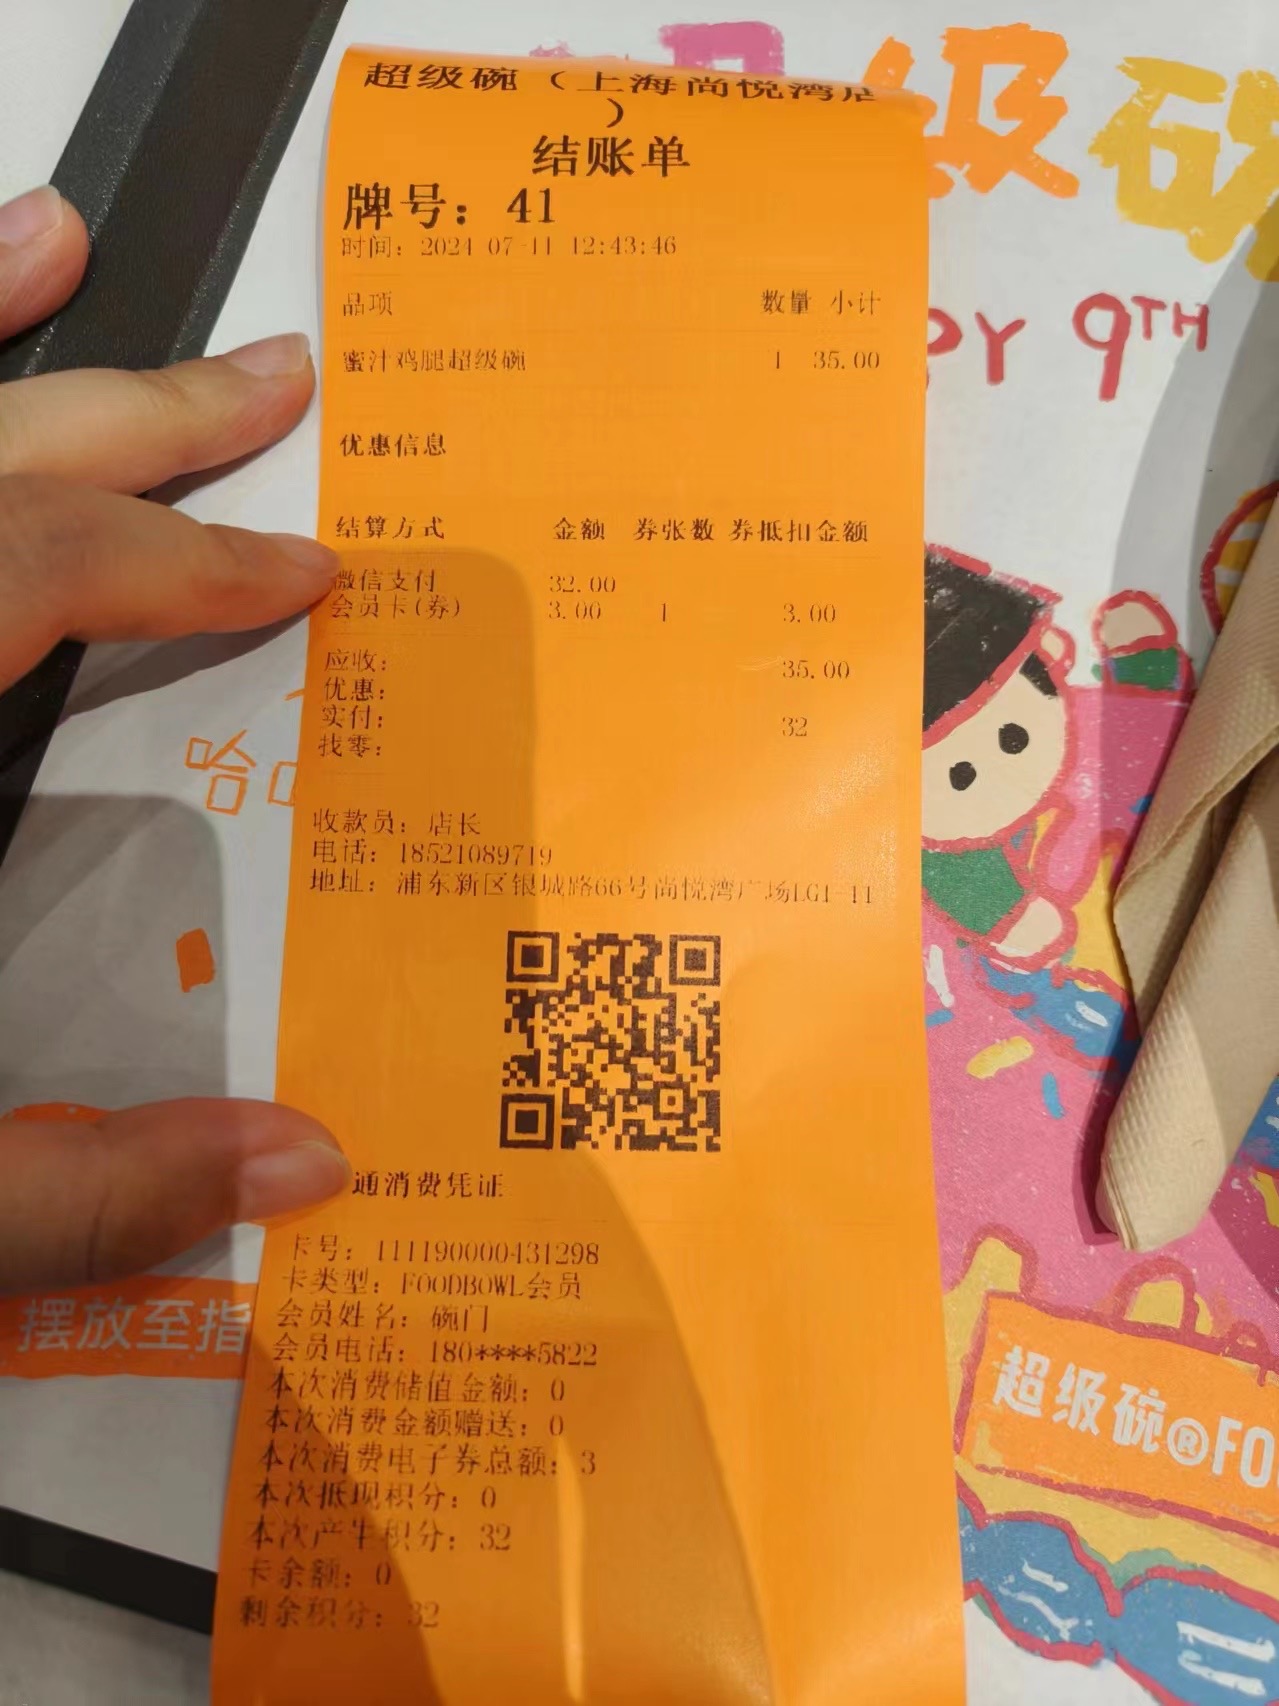 超级碗（上海尚悦湾店
）
结账单
牌号：41
时间：2024-07-11 12:43:46
品项 数量 小计
蜜汁鸡腿超级碗 1 35.00
优惠信息
结算方式 金额 券张数 券抵扣金额
微信支付 32.00
会员卡(券) 3.00 1 3.00
应收： 35.00
优惠：
实付： 32
找零：
收款员：店长
电话：18521089719
地址：浦东新区银城路66号尚悦湾广场LG1-11
通消费凭证
卡号：1111900000431298
卡类型：FOODBOWL会员
会员姓名：碗门
会员电话：180****5822
本次消费储值金额：0
本次消费金额赠送：0
本次消费电子券总额：3
本次抵现积分：0
本次产生积分：32
卡余额：0
剩余积分：32
级碗
PY 9TH
哈
摆放至指
超级碗®FO